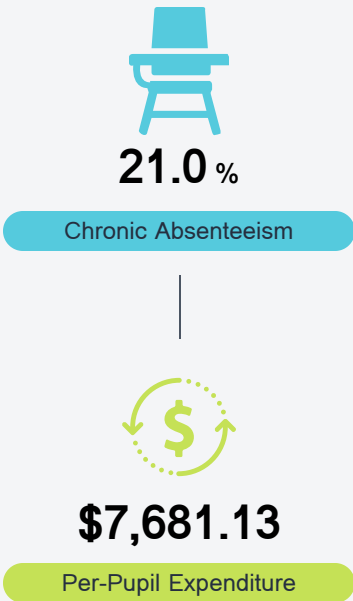 21.0 %
Chronic Absenteeism
$
$7,681.13
Per-Pupil Expenditure